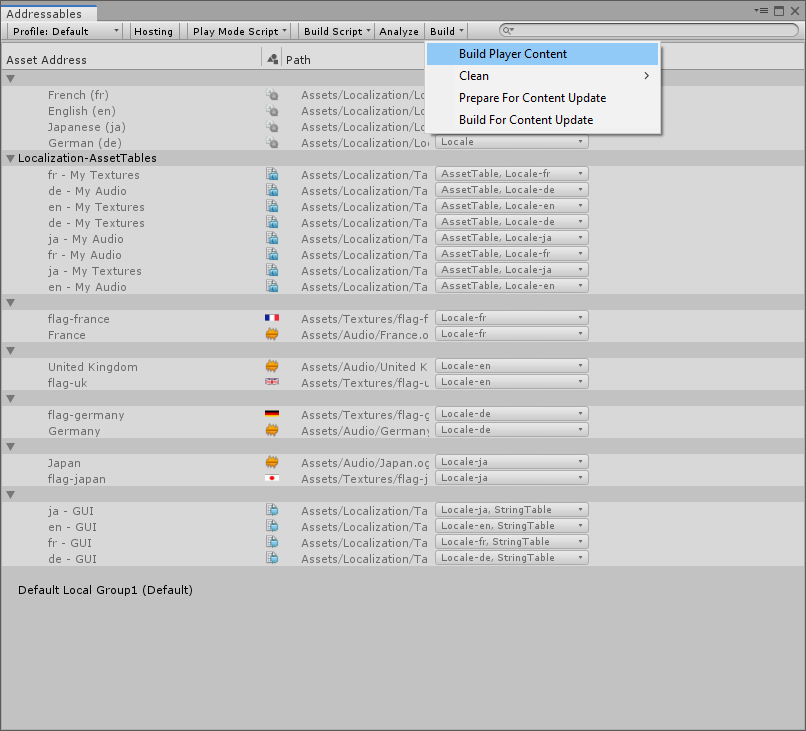 Addressables
Profile: Default Hosting Play Mode Script Build Script Analyze Build
Asset Address Path
Build Player Content
Clean
Prepare For Content Update
Build For Content Update
French (fr) Assets/Localization/Lo
English (en) Assets/Localization/Lo
Japanese (ja) Assets/Localization/Lo
German (de) Assets/Localization/Lo Locale
Localization-AssetTables
fr - My Textures Assets/Localization/Ta AssetTable, Locale-fr
de - My Audio Assets/Localization/Ta AssetTable, Locale-de
en - My Textures Assets/Localization/Ta AssetTable, Locale-en
de - My Textures Assets/Localization/Ta AssetTable, Locale-de
ja - My Audio Assets/Localization/Ta AssetTable, Locale-ja
fr - My Audio Assets/Localization/Ta AssetTable, Locale-fr
ja - My Textures Assets/Localization/Ta AssetTable, Locale-ja
en - My Audio Assets/Localization/Ta AssetTable, Locale-en
flag-france Assets/Textures/flag-f Locale-fr
France Assets/Audio/France.o Locale-fr
United Kingdom Assets/Audio/United K Locale-en
flag-uk Assets/Textures/flag-u Locale-en
flag-germany Assets/Textures/flag-g Locale-de
Germany Assets/Audio/Germany Locale-de
Japan Assets/Audio/Japan.og Locale-ja
flag-japan Assets/Textures/flag-j Locale-ja
ja - GUI Assets/Localization/Ta Locale-ja, StringTable
en - GUI Assets/Localization/Ta Locale-en, StringTable
fr - GUI Assets/Localization/Ta Locale-fr, StringTable
de - GUI Assets/Localization/Ta Locale-de, StringTable
Default Local Group1 (Default)